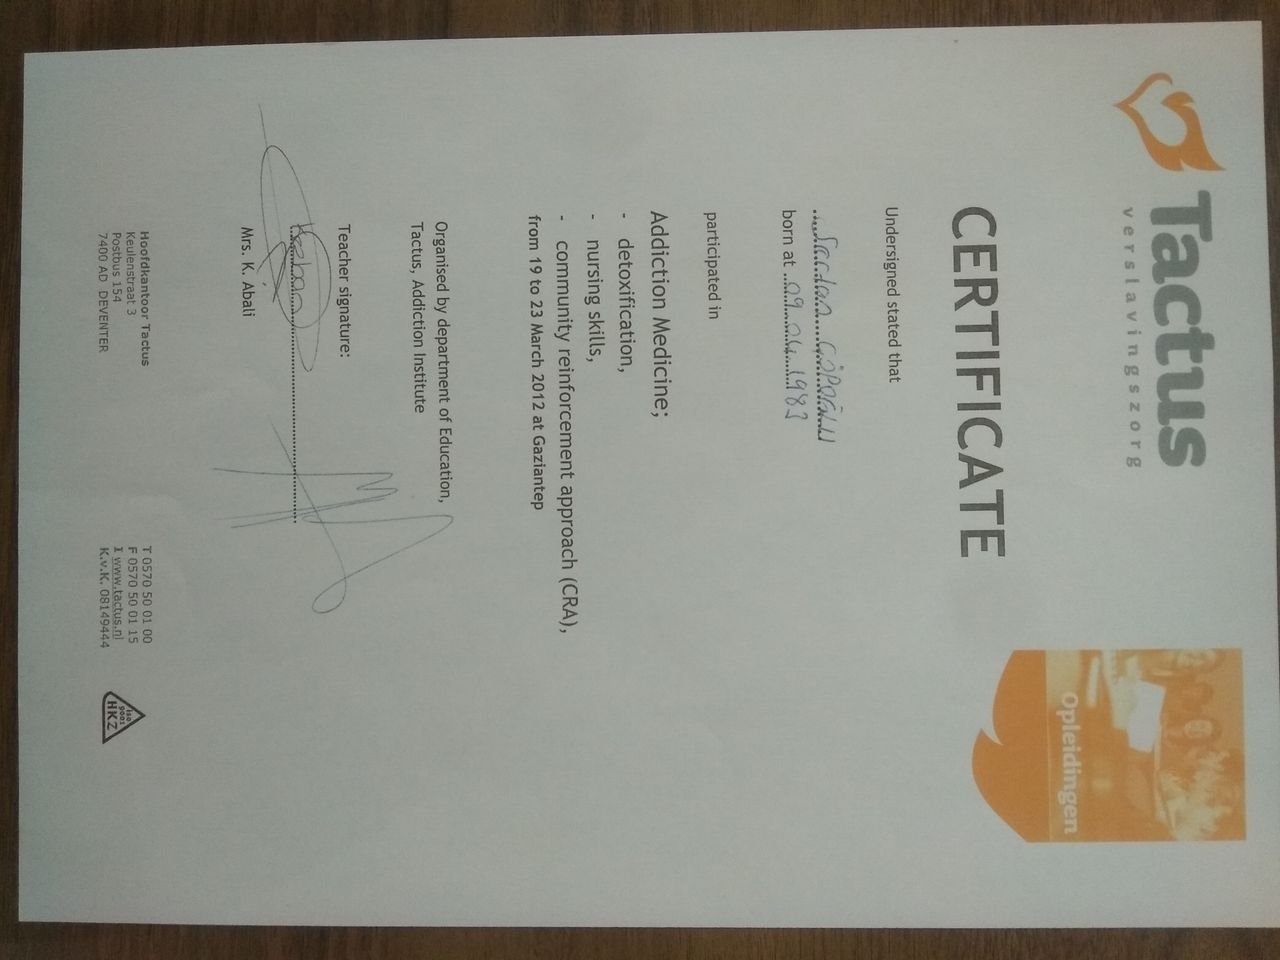 Tactus
verslavingszorg
Opleidingen
CERTIFICATE
Undersigned stated that
born at ...09.04.1983
participated in
Addiction Medicine;
- detoxification,
- nursing skills,
- community reinforcement approach (CRA),
from 19 to 23 March 2012 at Gaziantep
Organised by department of Education,
Tactus, Addiction Institute
Teacher signature:
Mrs. K. Abali
Hoofdkantoor Tactus
Keulenstraat 3
Postbus 154
7400 AD DEVENTER
T 0570 50 01 00
F 0570 50 01 15
I www.tactus.nl
K.v.K. 08149444
iso
9001
HKZ